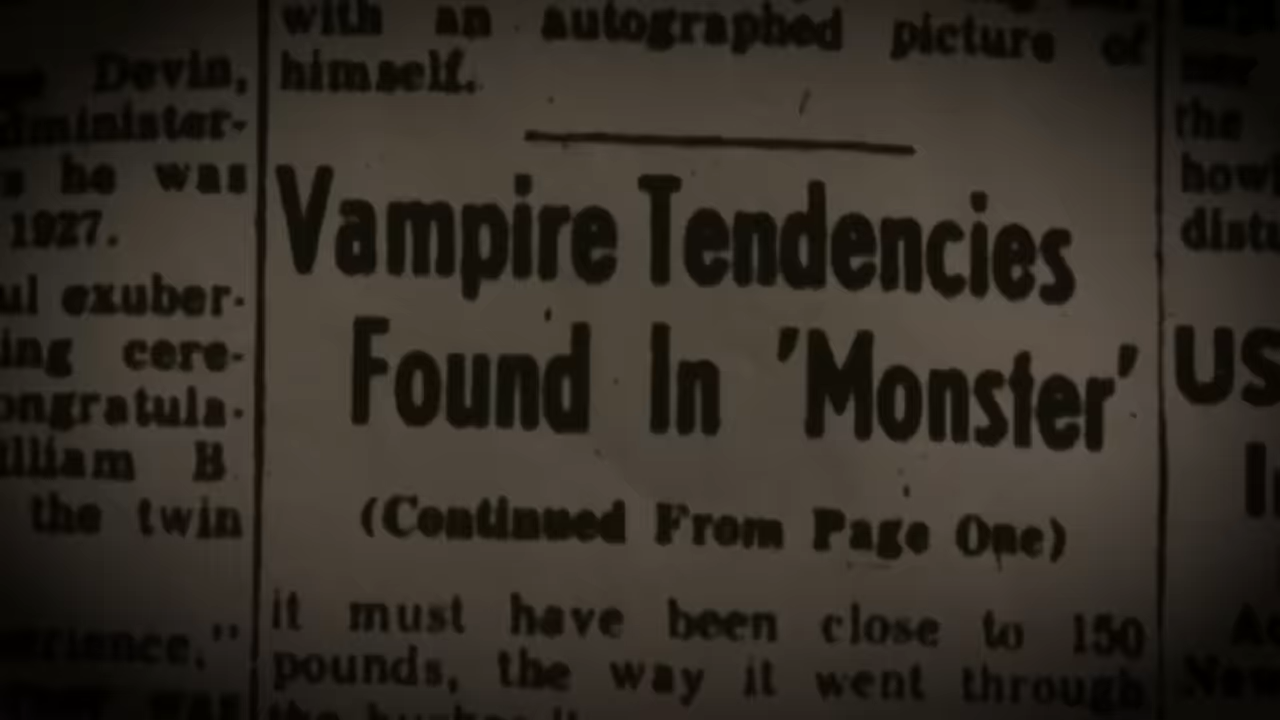 Devin,
dminister-
s he was
1927.
ul exuber-
ing cere-
ongratula-
illiam B
the twin
erience,"
with an autographed picture of
himself.
Vampire Tendencies
Found In 'Monster'
(Continued From Page One)
it must have been close to 150
pounds, the way it went through
the
how
dist
US